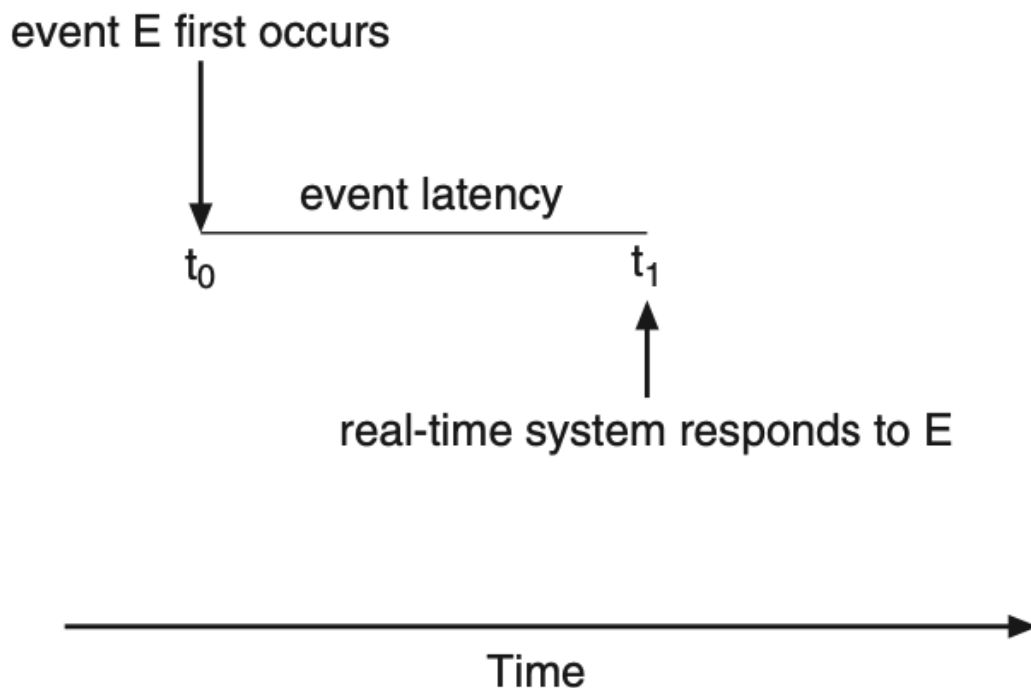 event E first occurs
event latency
t₀ t₁
real-time system responds to E
Time